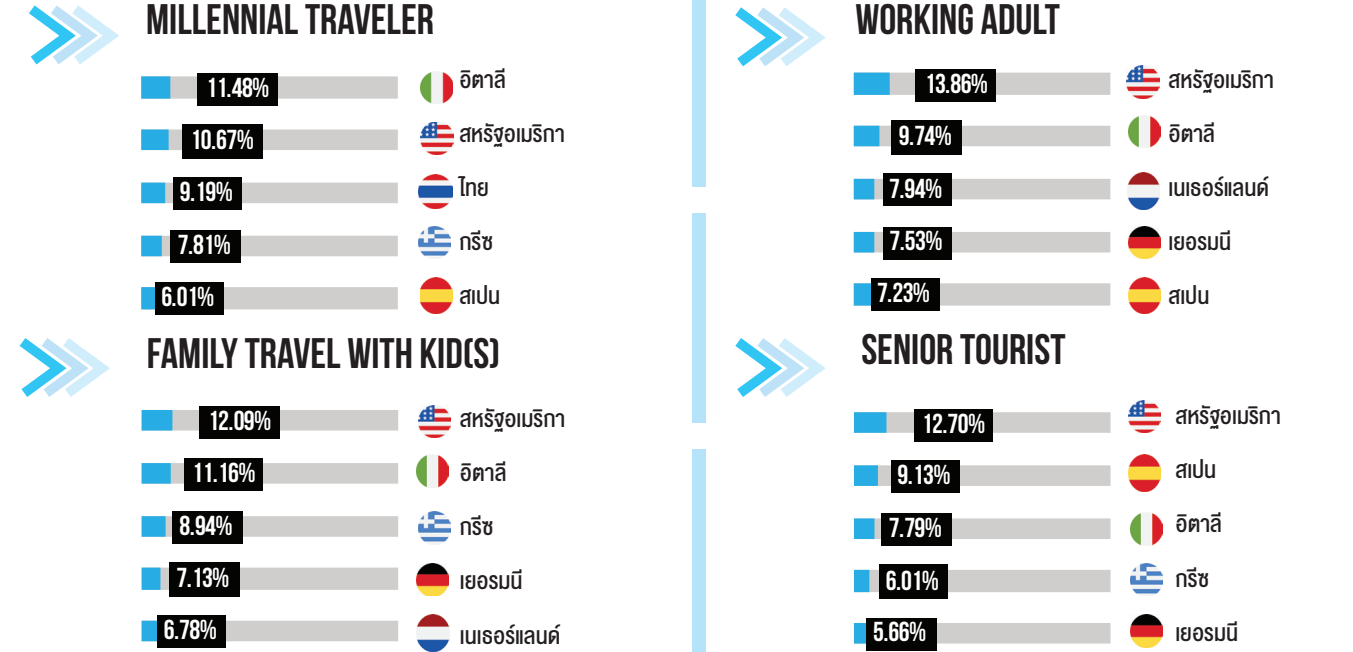 MILLENNIAL TRAVELER
11.48% อิตาลี
10.67% สหรัฐอเมริกา
9.19% ไทย
7.81% กรีซ
6.01% สเปน
WORKING ADULT
13.86% สหรัฐอเมริกา
9.74% อิตาลี
7.94% เนเธอร์แลนด์
7.53% เยอรมนี
7.23% สเปน
FAMILY TRAVEL WITH KID(S)
12.09% สหรัฐอเมริกา
11.16% อิตาลี
8.94% กรีซ
7.13% เยอรมนี
6.78% เนเธอร์แลนด์
SENIOR TOURIST
12.70% สหรัฐอเมริกา
9.13% สเปน
7.79% อิตาลี
6.01% กรีซ
5.66% เยอรมนี